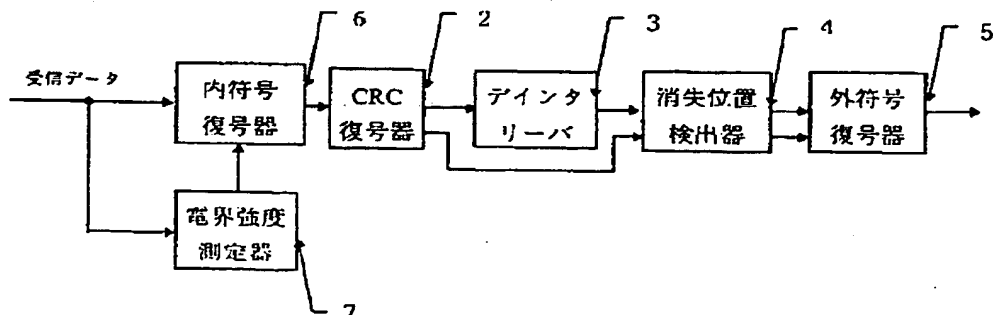 6
2
3
4
5
受信データ
内符号
復号器
CRC
復号器
デインタ
リーバ
消失位置
検出器
外符号
復号器
電界強度
測定器
7